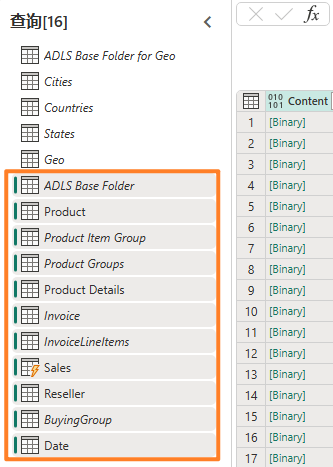 查询[16]
ADLS Base Folder for Geo
Cities
Countries
States
Geo
ADLS Base Folder
Product
Product Item Group
Product Groups
Product Details
Invoice
InvoiceLineItems
Sales
Reseller
BuyingGroup
Date
fx
010 101 Content
1 [Binary]
2 [Binary]
3 [Binary]
4 [Binary]
5 [Binary]
6 [Binary]
7 [Binary]
8 [Binary]
9 [Binary]
10 [Binary]
11 [Binary]
12 [Binary]
13 [Binary]
14 [Binary]
15 [Binary]
16 [Binary]
17 [Binary]